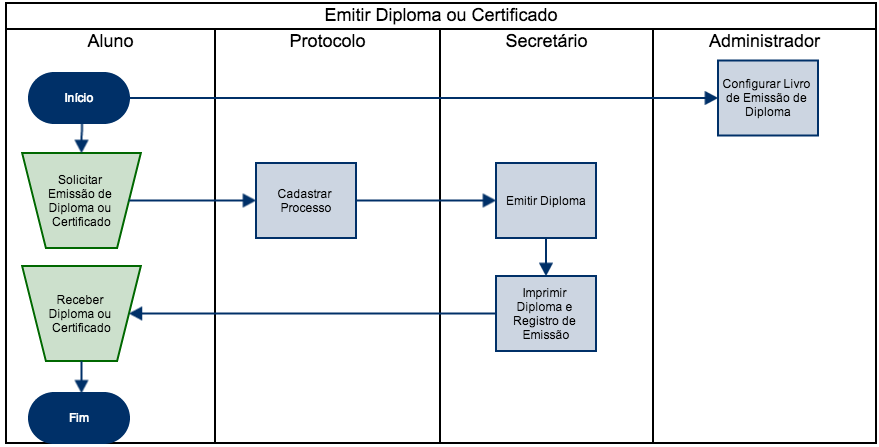 Emitir Diploma ou Certificado
Aluno
Protocolo
Secretário
Administrador
Início
Configurar Livro
de Emissão de
Diploma
Solicitar
Emissão de
Diploma ou
Certificado
Cadastrar
Processo
Emitir Diploma
Receber
Diploma ou
Certificado
Imprimir
Diploma e
Registro de
Emissão
Fim